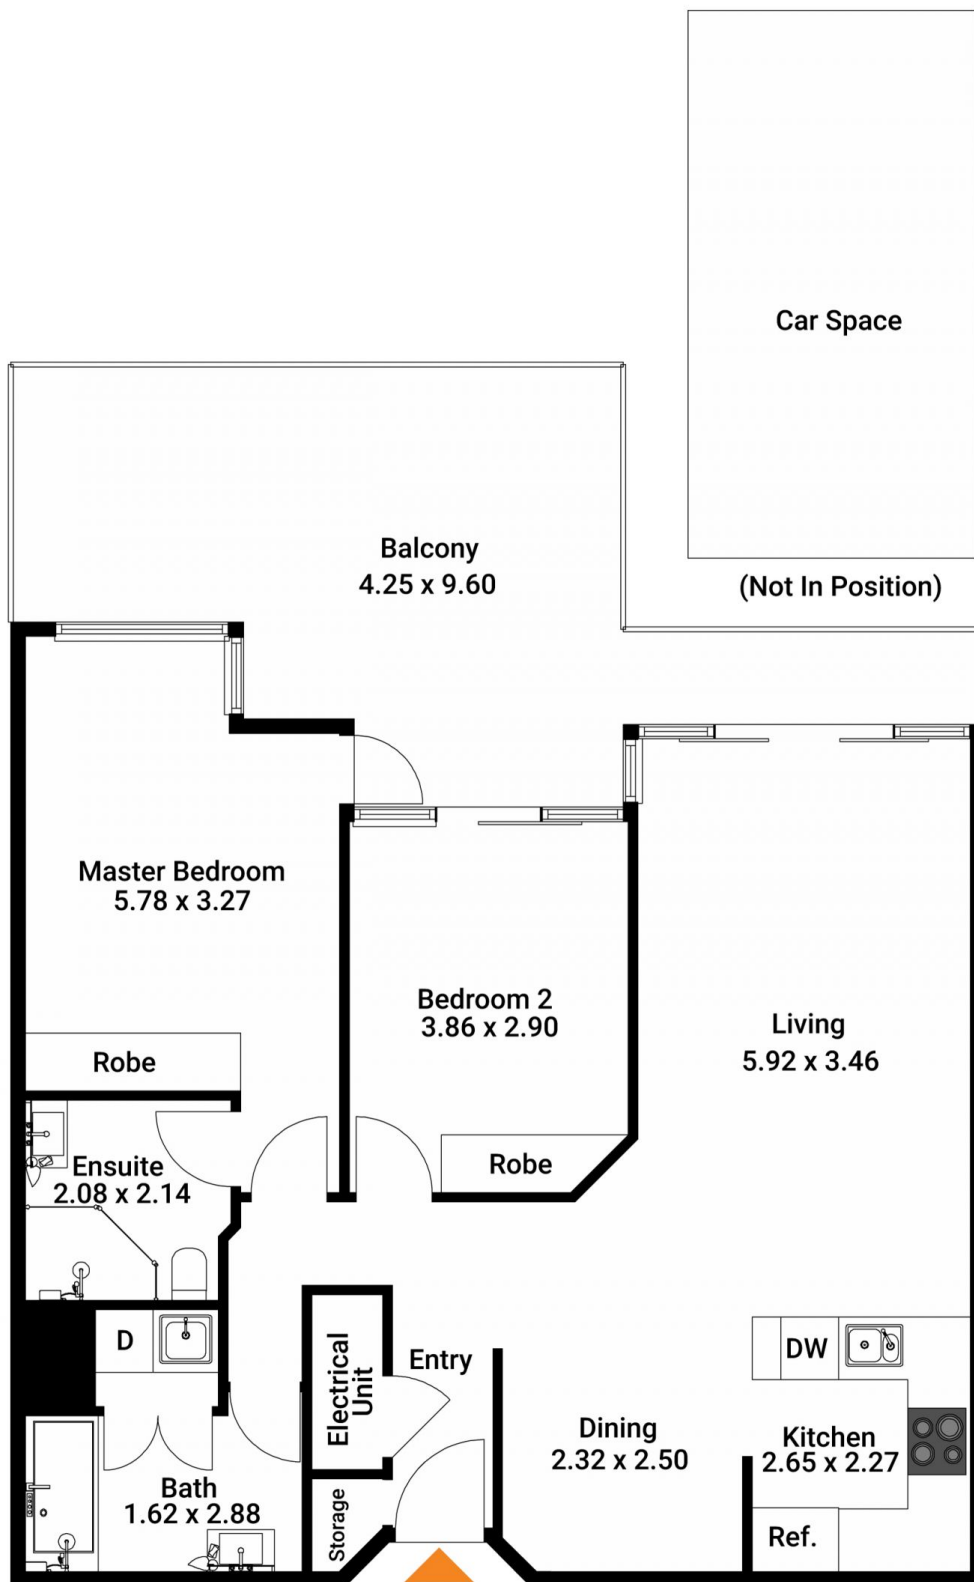 Car Space
(Not In Position)
Balcony
4.25 x 9.60
Master Bedroom
5.78 x 3.27
Bedroom 2
3.86 x 2.90
Living
5.92 x 3.46
Robe
Robe
Ensuite
2.08 x 2.14
D
Electrical
Unit
Entry
DW
Dining
2.32 x 2.50
Kitchen
2.65 x 2.27
Bath
1.62 x 2.88
Storage
Ref.